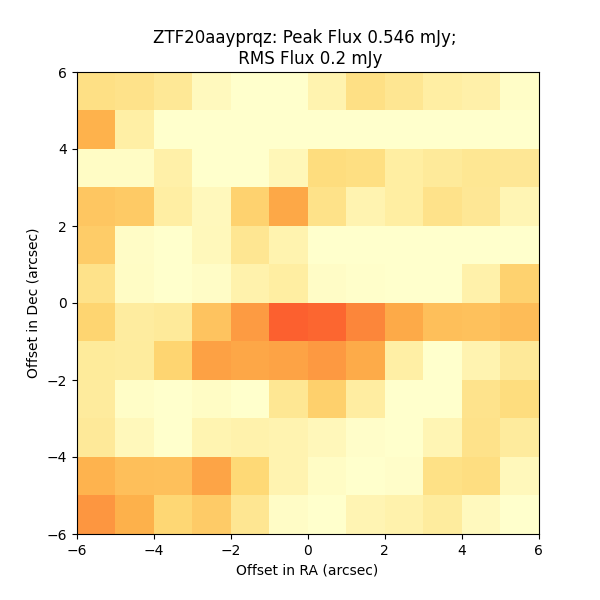 ZTF20aayprqz: Peak Flux 0.546 mJy;
RMS Flux 0.2 mJy
6
4
2
0
−2
−4
−6
Offset in Dec (arcsec)
−6 −4 −2 0 2 4 6
Offset in RA (arcsec)